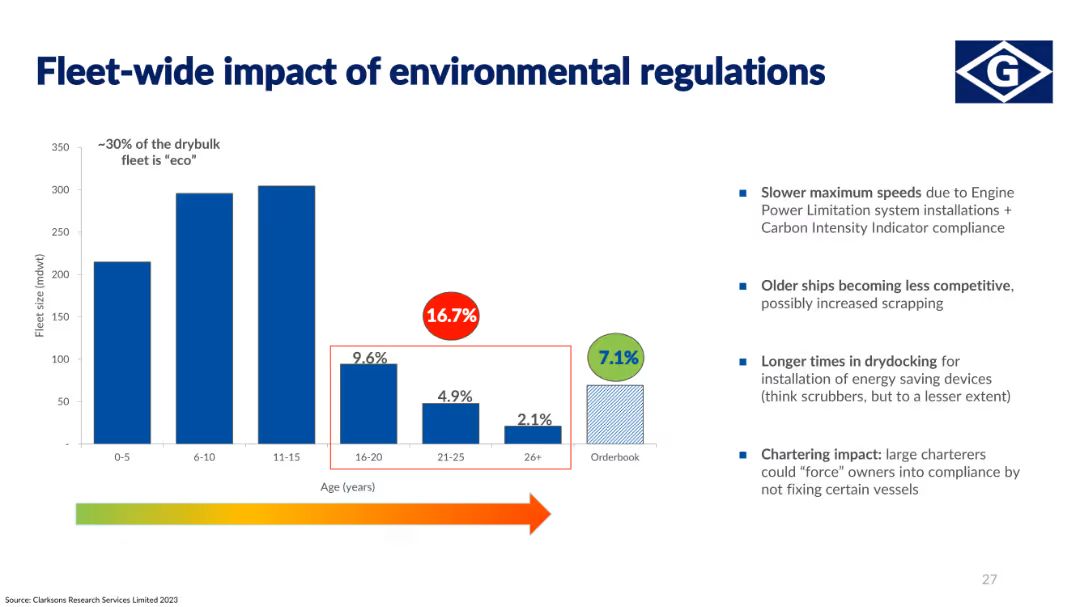 Fleet-wide impact of environmental regulations
G
~30% of the drybulk
fleet is “eco”
Fleet size (mdwt)
350
300
250
200
150
100
50
-
16.7%
9.6%
4.9%
2.1%
7.1%
0-5
6-10
11-15
16-20
21-25
26+
Orderbook
Age (years)
Slower maximum speeds due to Engine
Power Limitation system installations +
Carbon Intensity Indicator compliance
Older ships becoming less competitive,
possibly increased scrapping
Longer times in drydocking for
installation of energy saving devices
(think scrubbers, but to a lesser extent)
Chartering impact: large charterers
could “force” owners into compliance by
not fixing certain vessels
27
Source: Clarksons Research Services Limited 2023